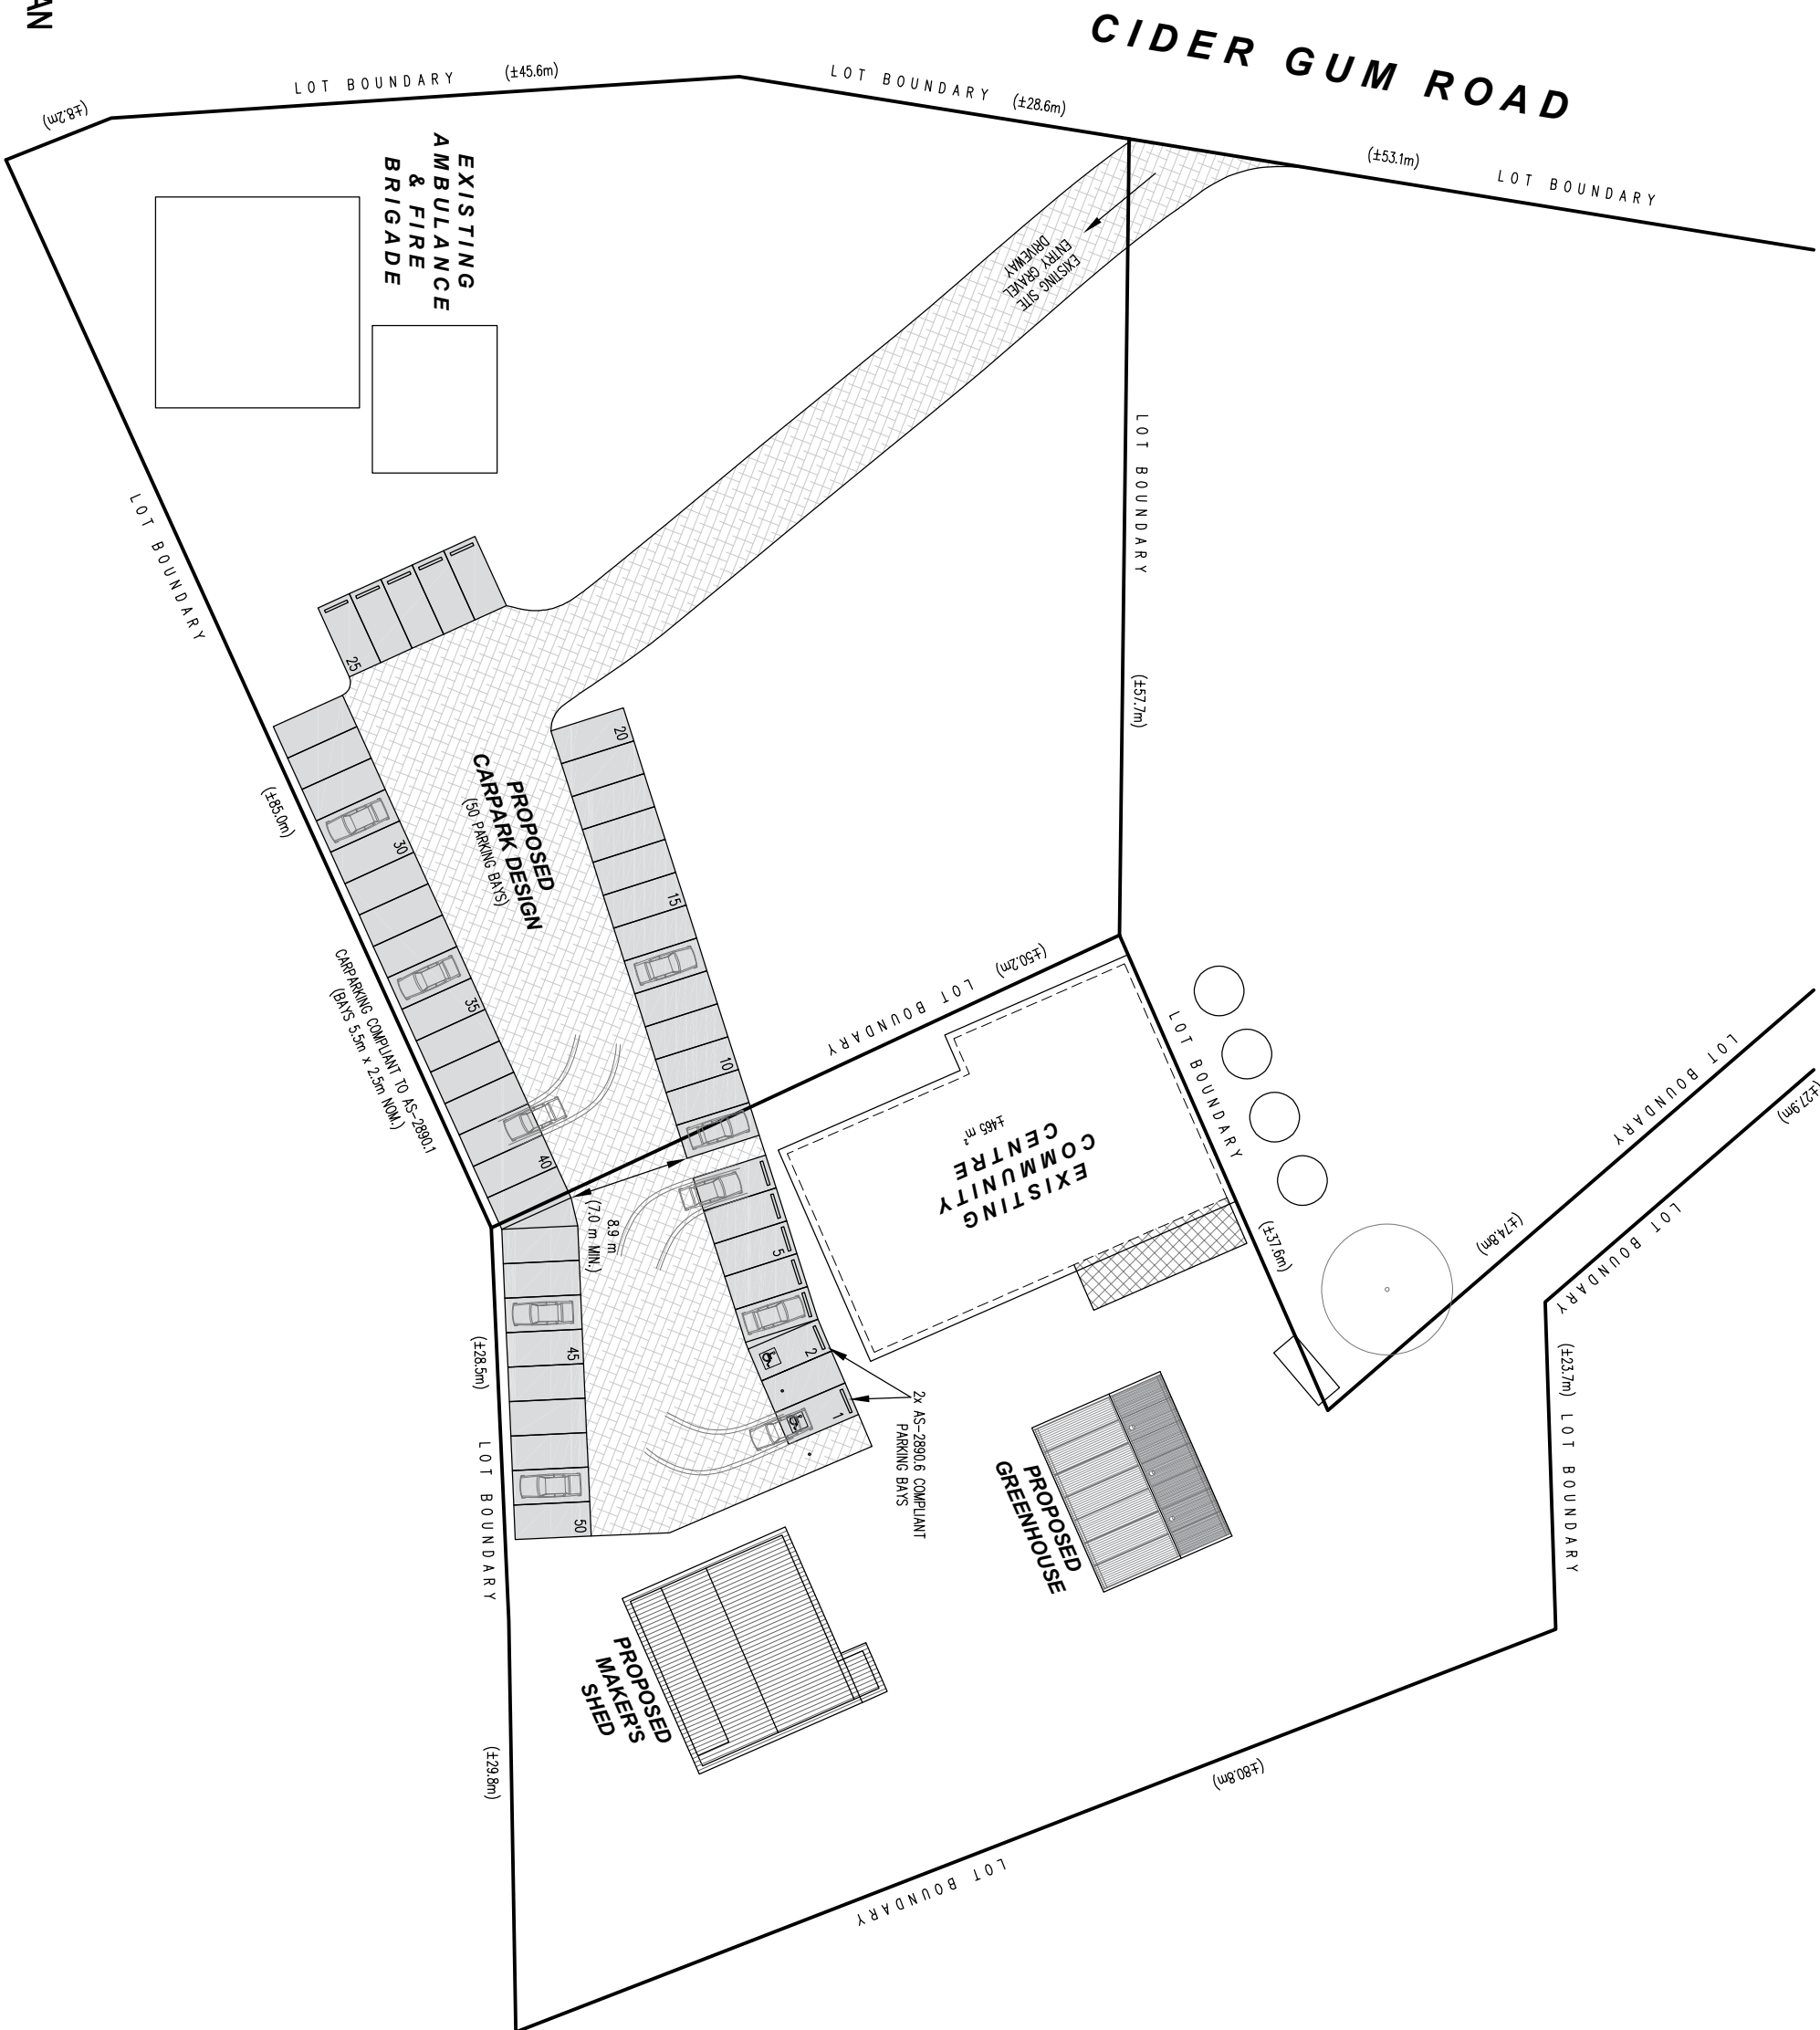 AN
CIDER GUM ROAD
LOT BOUNDARY
(±45.6m)
LOT BOUNDARY
(±28.6m)
(±8.2m)
(±53.1m)
LOT BOUNDARY
EXISTING
AMBULANCE
& FIRE
BRIGADE
EXISTING SITE
ENTRY GRAVEL
DRIVEWAY
LOT BOUNDARY
(±57.7m)
LOT BOUNDARY
(±85.0m)
25
20
PROPOSED
CARPARK DESIGN
(50 PARKING BAYS)
30
15
35
10
40
CARPARKING COMPLIANT TO AS-2890.1
(BAYS 5.5m x 2.5m NOM.)
(±50.2m)
LOT BOUNDARY
LOT BOUNDARY
(±37.6m)
EXISTING
COMMUNITY
CENTRE
±465 m²
8.9 m
(7.0 m MIN.)
5
2
1
45
50
2x AS-2890.6 COMPLIANT
PARKING BAYS
(±28.5m)
LOT BOUNDARY
(±29.8m)
LOT BOUNDARY
(±74.8m)
(±27.9m)
LOT BOUNDARY
(±23.7m)
LOT BOUNDARY
PROPOSED
GREENHOUSE
PROPOSED
MAKER'S
SHED
(±80.8m)
LOT BOUNDARY